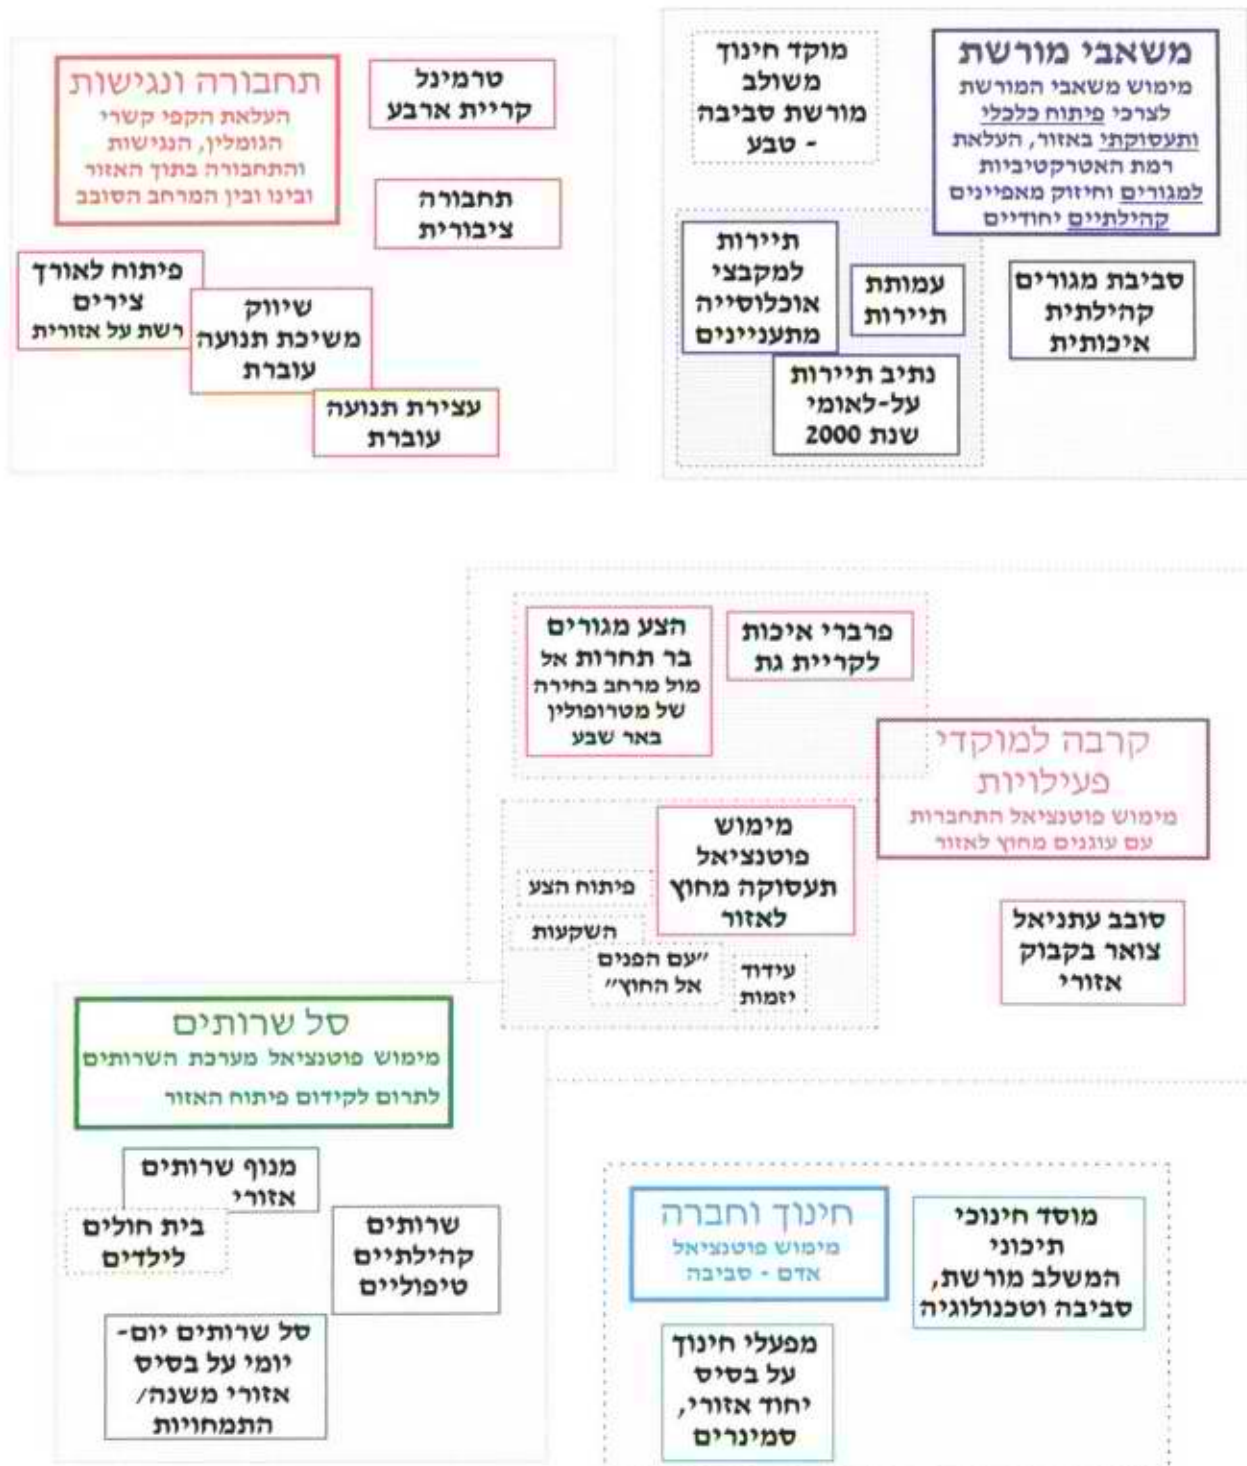 משאבי מורשת
מימוש משאבי המורשת
לצרכי פיתוח כלכלי
ותעסוקתי באזור, העלאת
רמת האטרקטיביות
למגורים וחיזוק מאפיינים
קהילתיים יחודיים
מוקד חינוך
משולב
מורשת סביבה
- טבע
תיירות
למקבצי
אוכלוסייה
מתעניינים
עמותת
תיירות
נתיב תיירות
על-לאומי
שנת 2000
סביבת מגורים
קהילתית
איכותית
תחבורה ונגישות
העלאת הקפי קשרי
הגומלין, הנגישות
והתחבורה בתוך האזור
ובינו ובין המרחב הסובב
טרמינל
קריית ארבע
תחבורה
ציבורית
פיתוח לאורך
צירים
רשת על אזורית
שיווק
משיכת תנועה
עוברת
עצירת תנועה
עוברת
קרבה למוקדי
פעילויות
מימוש פוטנציאל התחברות
עם עוגנים מחוץ לאזור
פרברי איכות
לקריית גת
הצע מגורים
בר תחרות אל
מול מרחב בחירה
של מטרופולין
באר שבע
מימוש
פוטנציאל
תעסוקה מחוץ
לאזור
פיתוח הצע
השקעות
"עם הפנים
אל החוץ"
עידוד
יזמות
סובב עתניאל
צואר בקבוק
אזורי
סל שרותים
מימוש פוטנציאל מערכת השרותים
לתרום לקידום פיתוח האזור
מנוף שרותים
אזורי
בית חולים
לילדים
שרותים
קהילתיים
טיפוליים
סל שרותים יום-
יומי על בסיס
אזורי משנה/
התמחויות
חינוך וחברה
מימוש פוטנציאל
אדם - סביבה
מוסד חינוכי
תיכוני
המשלב מורשת,
סביבה וטכנולוגיה
מפעלי חינוך
על בסיס
יחוד אזורי,
סמינרים